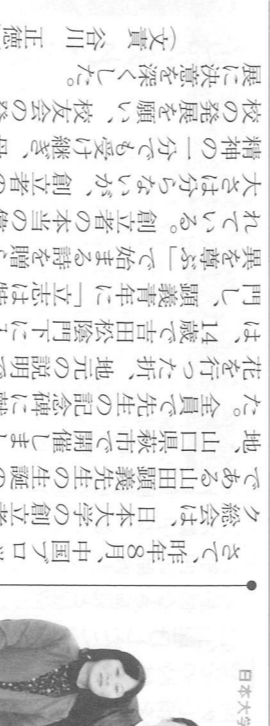 さて、昨年8月、中国ブロッ
ク総会は、日本大学の創立者
である山田顕義先生の生誕の
地、山口県萩市で開催しまし
た。全員で先生の記念碑に献
花を行った折、地元の説明で
は、14歳で吉田松陰門下に
門し、顕義青年に「立志は特
異を尊ぶ」で始まる詩を贈ら
れている。創立者の本当の偉
大さは分らないが、創立者の
精神の一分でも受け継ぎ、母
校の発展を願い、校友会の発
展に決意を深くした。
(文責 谷川 正徳
日本大学